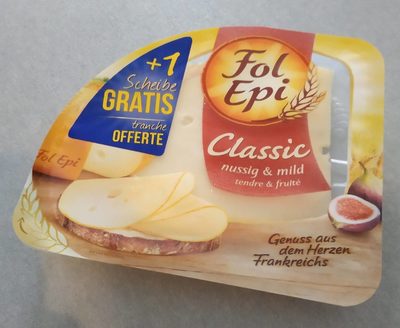 +1
Scheibe
GRATIS
tranche
OFFERTE
Fol
Epi
Classic
nussig & mild
tendre & fruité
Fol Epi
Genuss aus
dem Herzen
Frankreichs